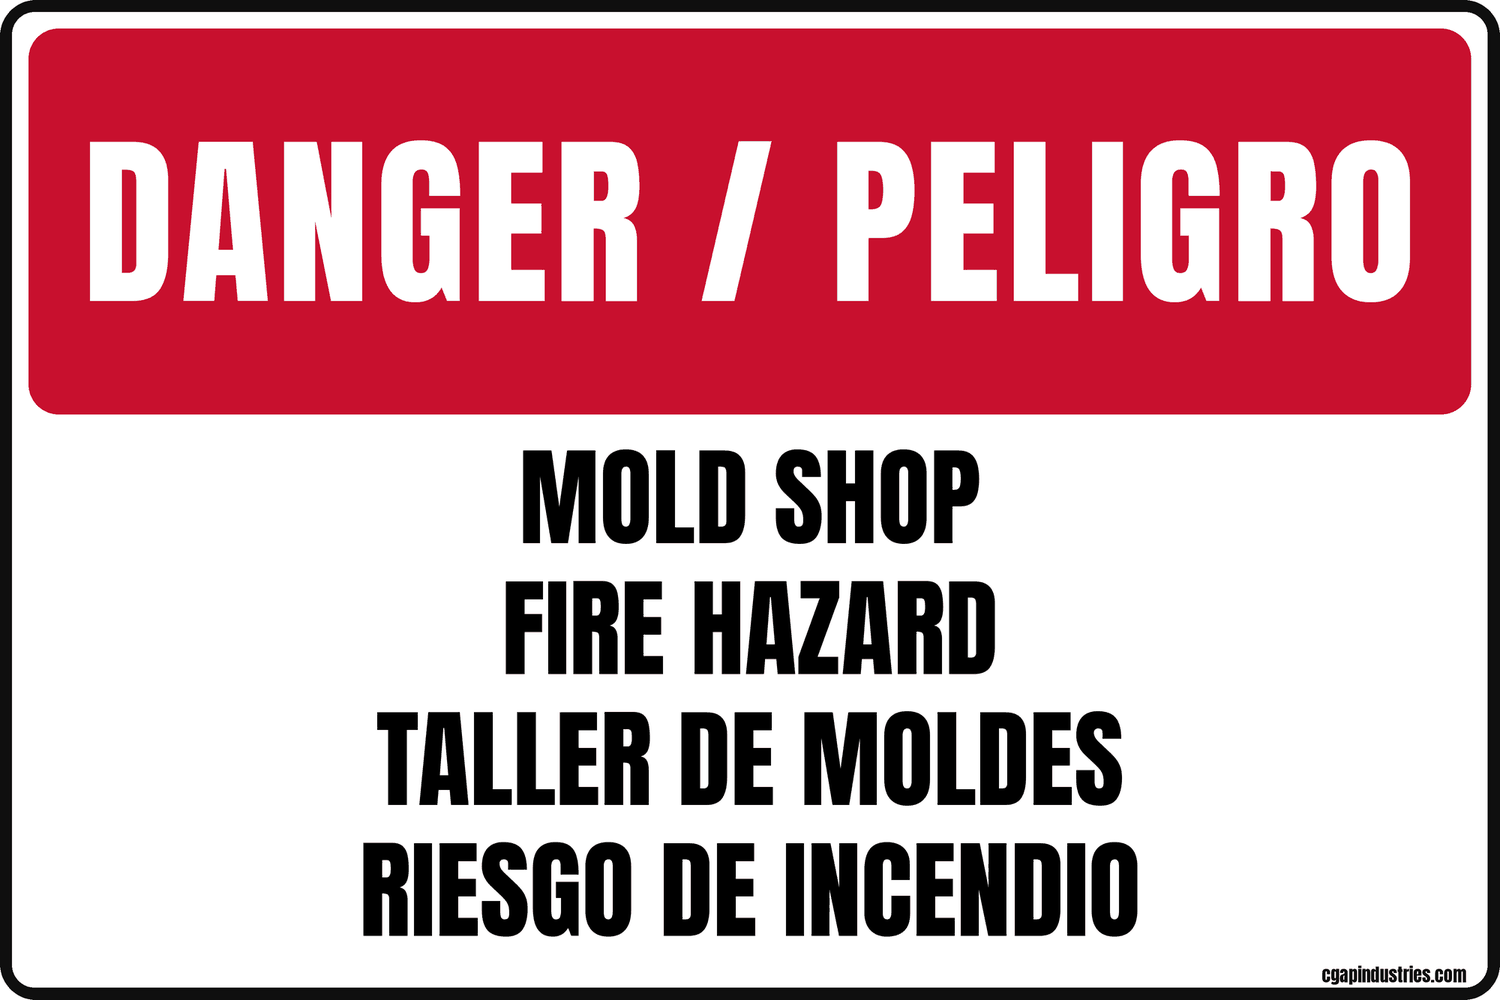 DANGER / PELIGRO
MOLD SHOP
FIRE HAZARD
TALLER DE MOLDES
RIESGO DE INCENDIO
cgapindustries.com